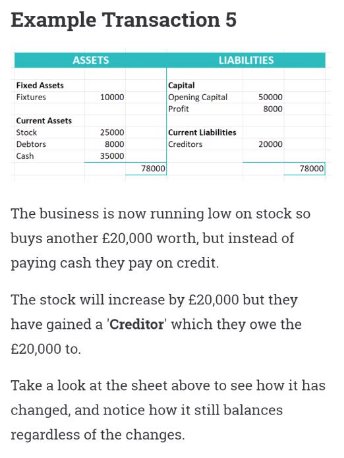 Example Transaction 5
ASSETS LIABILITIES
Fixed Assets Capital
Fixtures 10000 Opening Capital 50000
Profit 8000
Current Assets
Stock 25000 Current Liabilities
Debtors 8000 Creditors 20000
Cash 35000
78000 78000
The business is now running low on stock so
buys another £20,000 worth, but instead of
paying cash they pay on credit.
The stock will increase by £20,000 but they
have gained a 'Creditor' which they owe the
£20,000 to.
Take a look at the sheet above to see how it has
changed, and notice how it still balances
regardless of the changes.